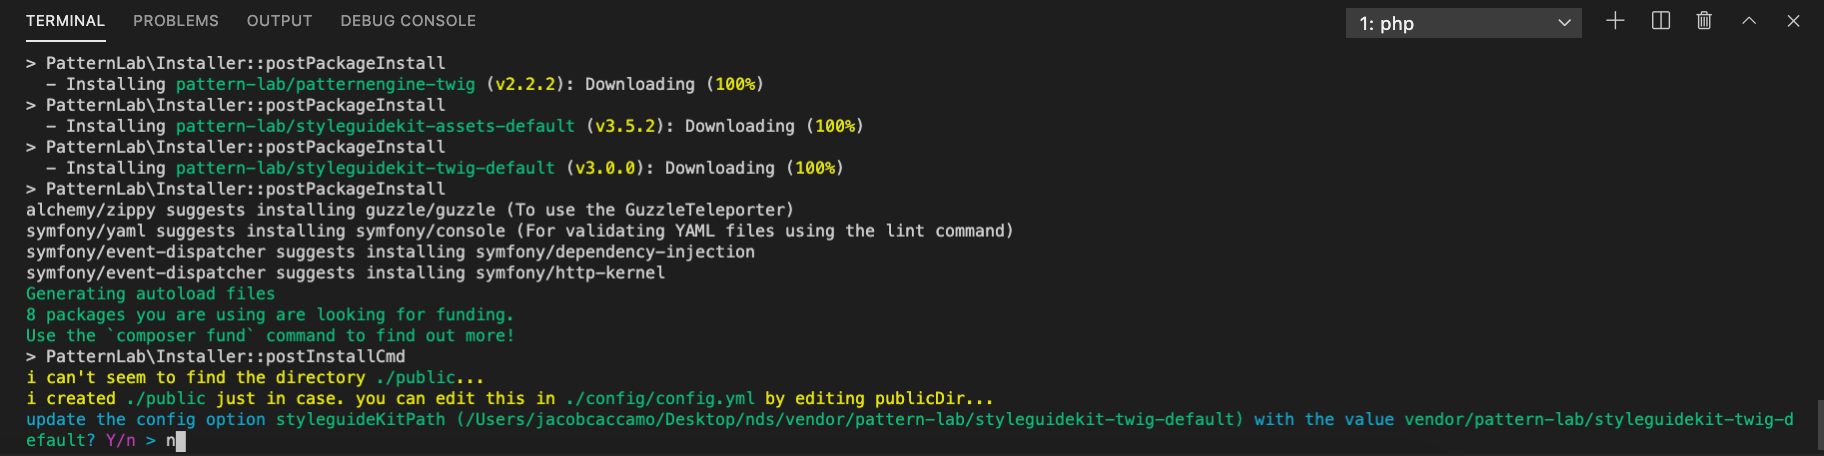 TERMINAL PROBLEMS OUTPUT DEBUG CONSOLE 1: php
> PatternLab\Installer::postPackageInstall
  - Installing pattern-lab/patternengine-twig (v2.2.2): Downloading (100%)
> PatternLab\Installer::postPackageInstall
  - Installing pattern-lab/styleguidekit-assets-default (v3.5.2): Downloading (100%)
> PatternLab\Installer::postPackageInstall
  - Installing pattern-lab/styleguidekit-twig-default (v3.0.0): Downloading (100%)
> PatternLab\Installer::postPackageInstall
alchemy/zippy suggests installing guzzle/guzzle (To use the GuzzleTeleporter)
symfony/yaml suggests installing symfony/console (For validating YAML files using the lint command)
symfony/event-dispatcher suggests installing symfony/dependency-injection
symfony/event-dispatcher suggests installing symfony/http-kernel
Generating autoload files
8 packages you are using are looking for funding.
Use the `composer fund` command to find out more!
> PatternLab\Installer::postInstallCmd
i can't seem to find the directory ./public...
i created ./public just in case. you can edit this in ./config/config.yml by editing publicDir...
update the config option styleguideKitPath (/Users/jacobcaccamo/Desktop/nds/vendor/pattern-lab/styleguidekit-twig-default) with the value vendor/pattern-lab/styleguidekit-twig-d
efault? Y/n > n